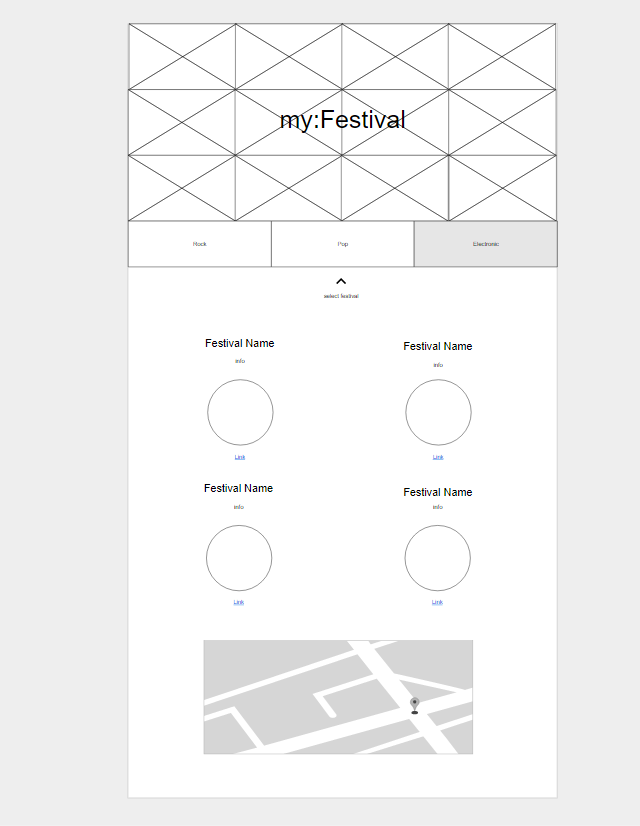 my:Festival
Rock
Pop
Electronic
select festival
Festival Name
Festival Name
info
info
Link
Link
Festival Name
Festival Name
info
info
Link
Link